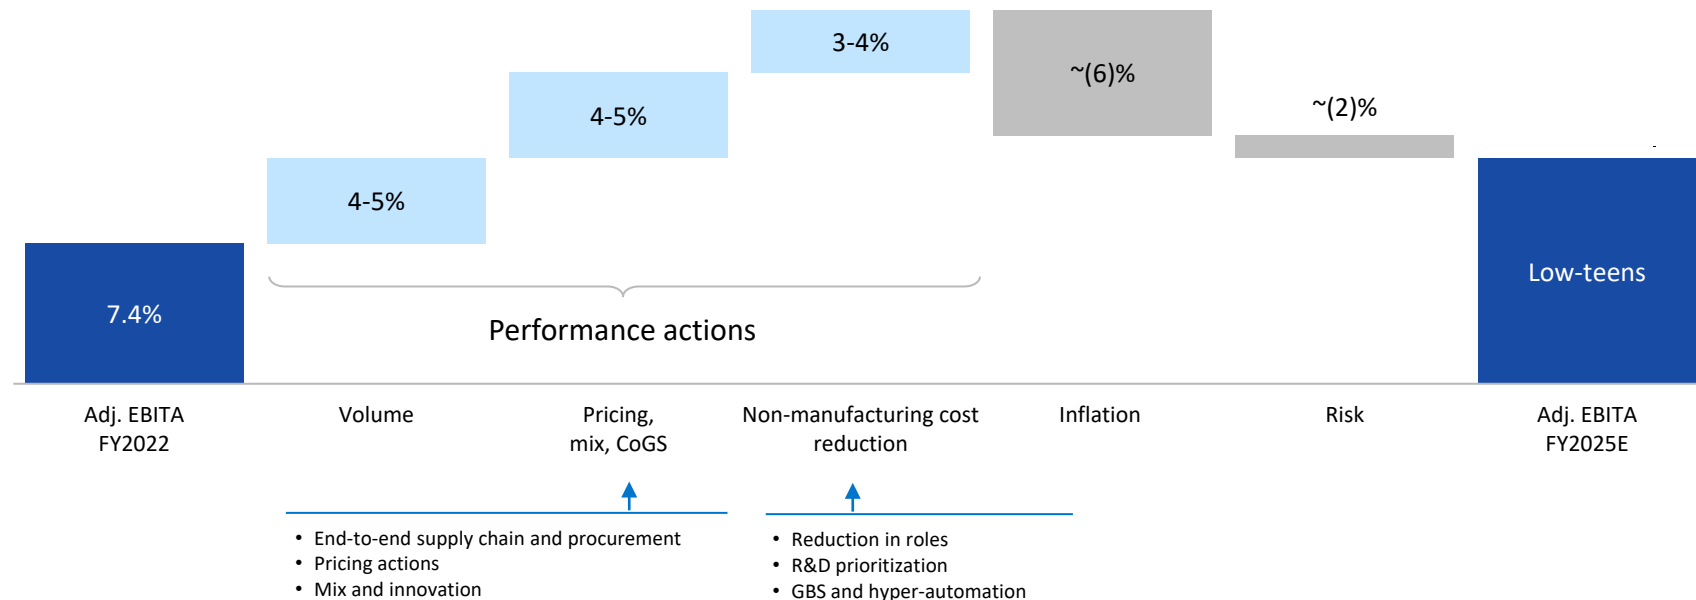 3-4%
~(6)%
4-5%
~(2)%
4-5%
7.4%
Low-teens
Performance actions
Adj. EBITA
FY2022
Volume
Pricing,
mix, CoGS
Non-manufacturing cost
reduction
Inflation
Risk
Adj. EBITA
FY2025E
• End-to-end supply chain and procurement
• Pricing actions
• Mix and innovation
• Reduction in roles
• R&D prioritization
• GBS and hyper-automation